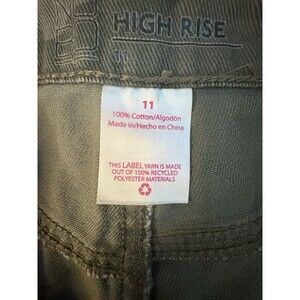 HIGH RISE
11
11
100% Cotton/Algodón
Made in/Hecho en China
THIS LABEL YARN IS MADE
OUT OF 100% RECYCLED
POLYESTER MATERIALS